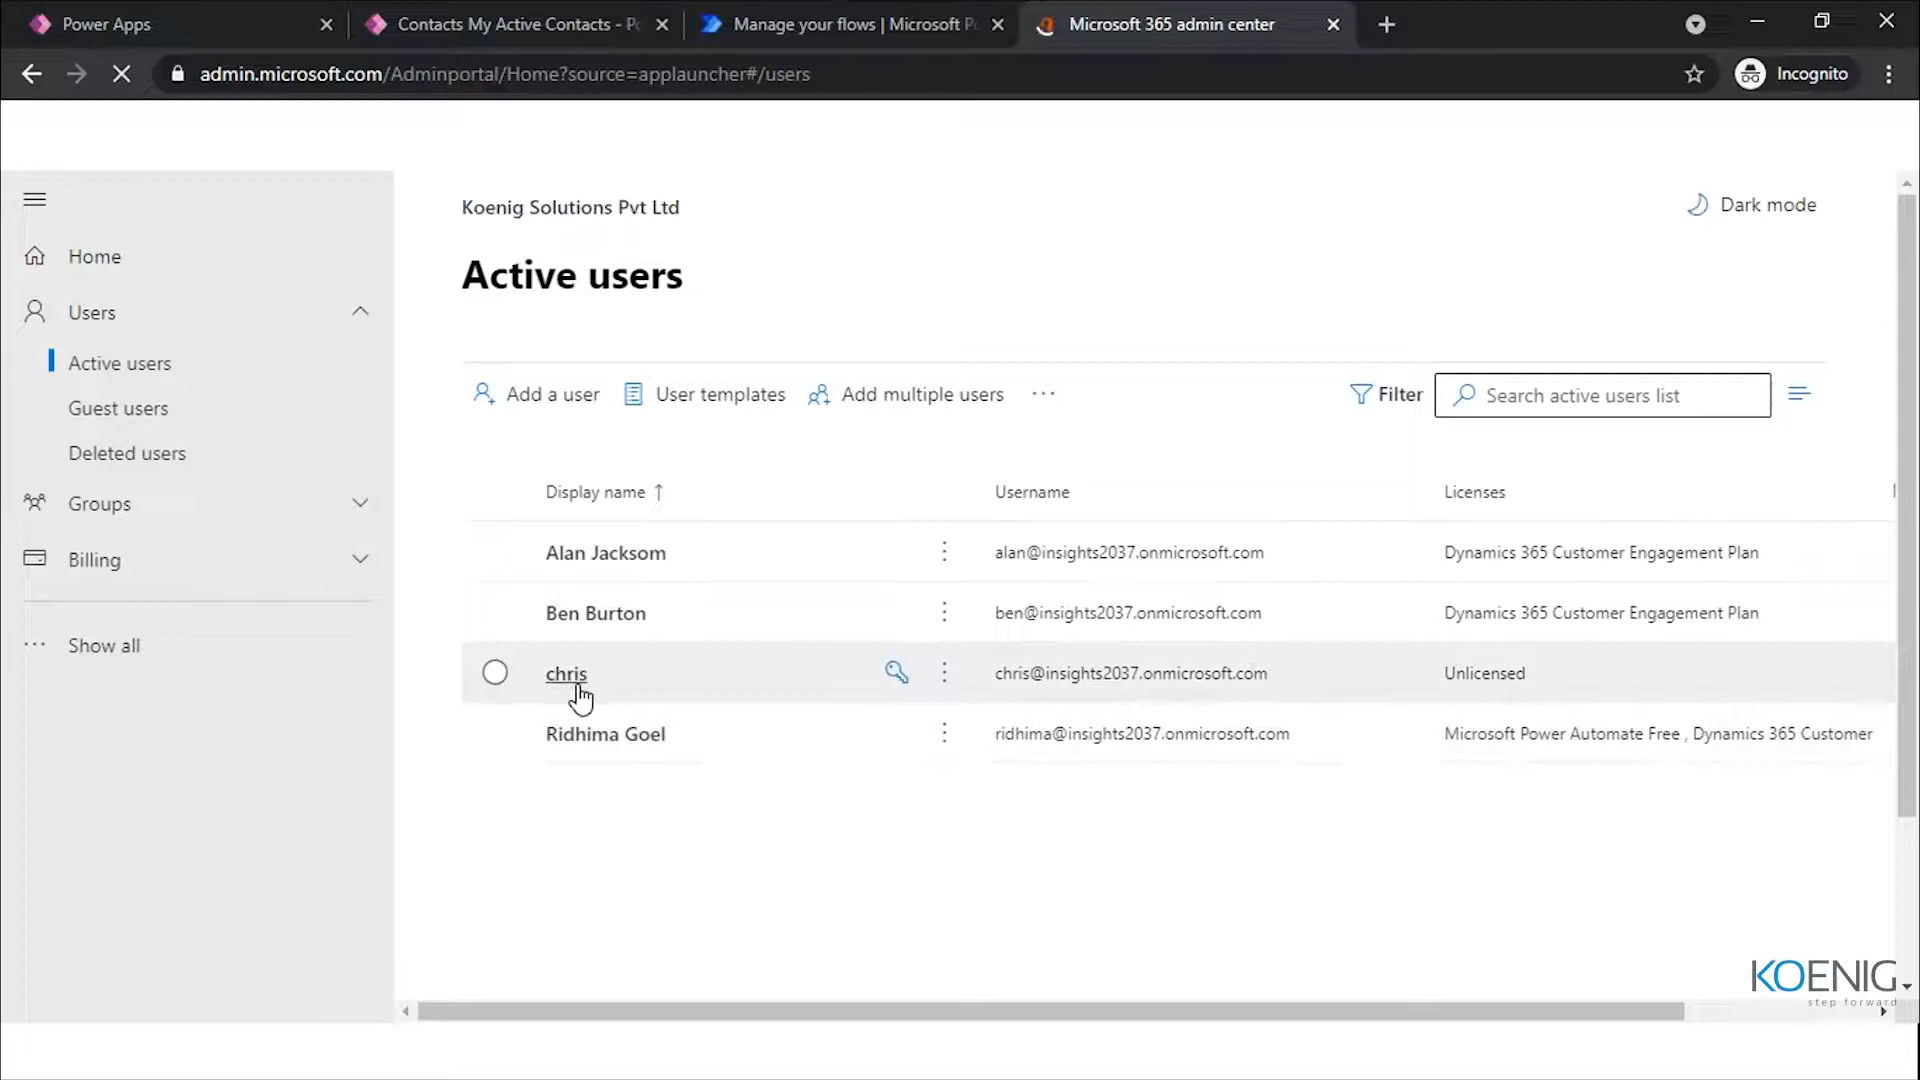 Power Apps
Contacts My Active Contacts - Po
Manage your flows | Microsoft P
Microsoft 365 admin center
admin.microsoft.com/Adminportal/Home?source=applauncher#/users
Incognito
Koenig Solutions Pvt Ltd
Dark mode
Home
Active users
Users
Active users
Guest users
Deleted users
Groups
Billing
Show all
Add a user
User templates
Add multiple users
Filter
Search active users list
Display name ↑
Username
Licenses
Alan Jacksom
alan@insights2037.onmicrosoft.com
Dynamics 365 Customer Engagement Plan
Ben Burton
ben@insights2037.onmicrosoft.com
Dynamics 365 Customer Engagement Plan
chris
chris@insights2037.onmicrosoft.com
Unlicensed
Ridhima Goel
ridhima@insights2037.onmicrosoft.com
Microsoft Power Automate Free , Dynamics 365 Customer
KOENIG
step forward